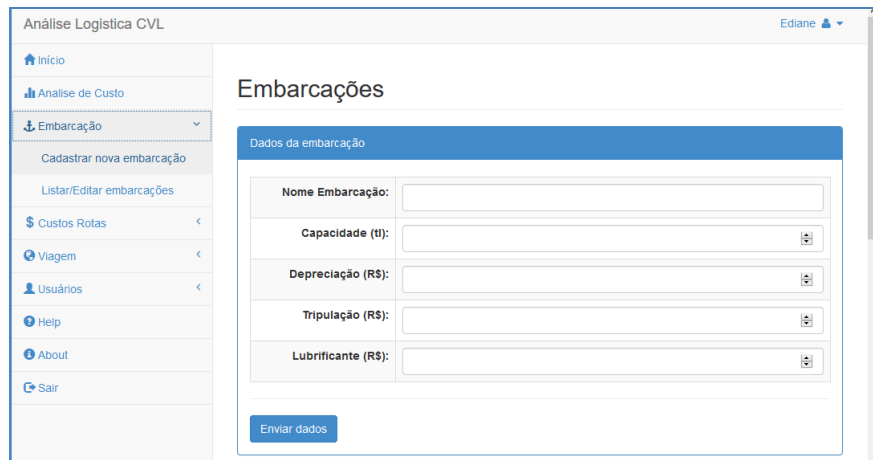 Análise Logistica CVL
Ediane
Início
Analise de Custo
Embarcação
Cadastrar nova embarcação
Listar/Editar embarcações
Custos Rotas
Viagem
Usuários
Help
About
Sair
Embarcações
Dados da embarcação
Nome Embarcação:
Capacidade (tl):
Depreciação (R$):
Tripulação (R$):
Lubrificante (R$):
Enviar dados